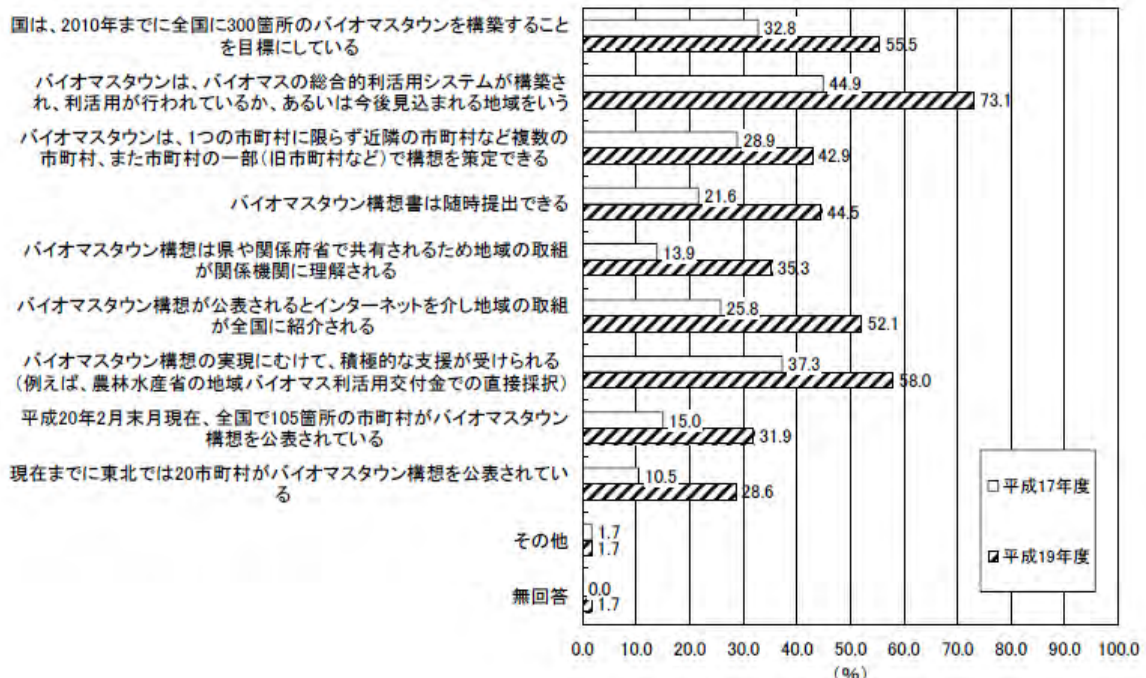 国は、2010年までに全国に300箇所のバイオマスタウンを構築すること
を目標にしている
32.8
55.5
バイオマスタウンは、バイオマスの総合的利活用システムが構築さ
れ、利活用が行われているか、あるいは今後見込まれる地域をいう
44.9
73.1
バイオマスタウンは、1つの市町村に限らず近隣の市町村など複数の
市町村、また市町村の一部(旧市町村など)で構想を策定できる
28.9
42.9
バイオマスタウン構想書は随時提出できる
21.6
44.5
バイオマスタウン構想は県や関係府省で共有されるため地域の取組
が関係機関に理解される
13.9
35.3
バイオマスタウン構想が公表されるとインターネットを介し地域の取組
が全国に紹介される
25.8
52.1
バイオマスタウン構想の実現にむけて、積極的な支援が受けられる
(例えば、農林水産省の地域バイオマス利活用交付金での直接採択)
37.3
58.0
平成20年2月末月現在、全国で105箇所の市町村がバイオマスタウン
構想を公表されている
15.0
31.9
現在までに東北では20市町村がバイオマスタウン構想を公表されてい
る
10.5
28.6
その他
1.7
1.7
無回答
0.0
1.7
□平成17年度
平成19年度
0.0 10.0 20.0 30.0 40.0 50.0 60.0 70.0 80.0 90.0 100.0
(%)